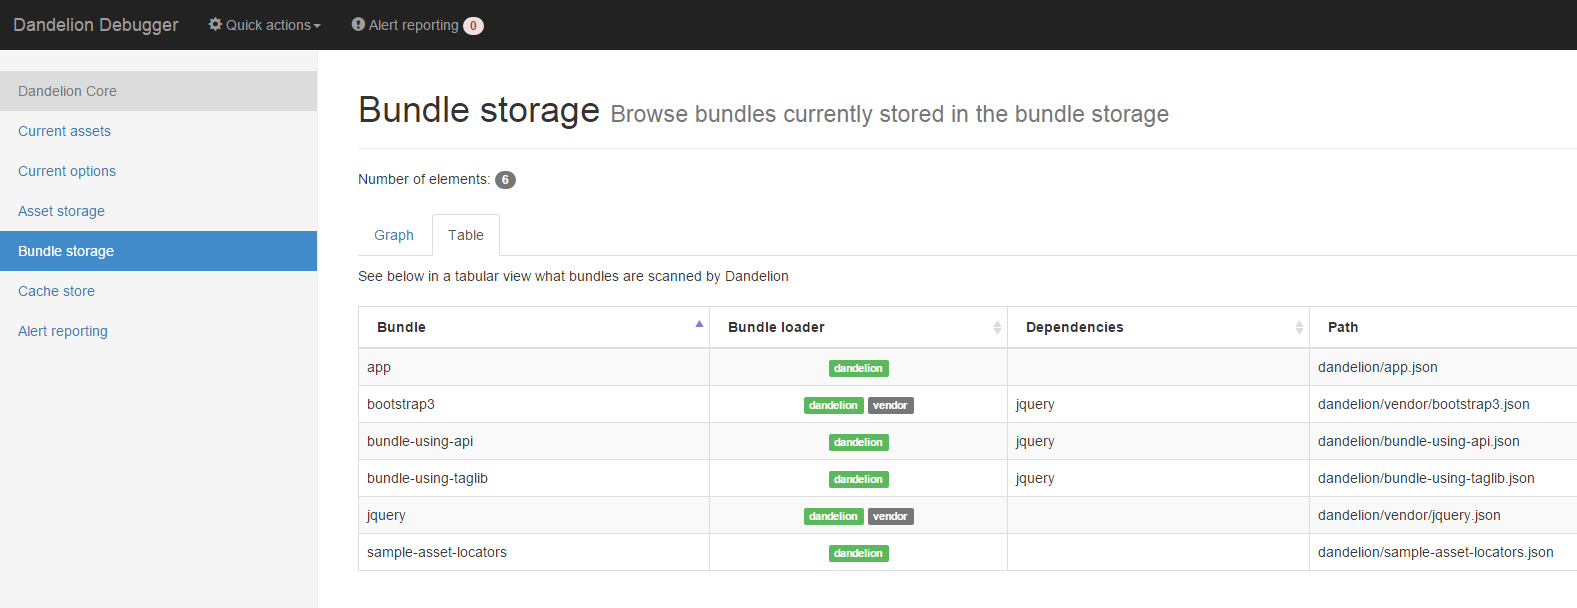 Dandelion Debugger Quick actions Alert reporting 0
Dandelion Core
Current assets
Current options
Asset storage
Bundle storage
Cache store
Alert reporting
Bundle storage Browse bundles currently stored in the bundle storage
Number of elements: 6
Graph Table
See below in a tabular view what bundles are scanned by Dandelion
Bundle Bundle loader Dependencies Path
app dandelion dandelion/app.json
bootstrap3 dandelion vendor jquery dandelion/vendor/bootstrap3.json
bundle-using-api dandelion jquery dandelion/bundle-using-api.json
bundle-using-taglib dandelion jquery dandelion/bundle-using-taglib.json
jquery dandelion vendor dandelion/vendor/jquery.json
sample-asset-locators dandelion dandelion/sample-asset-locators.json